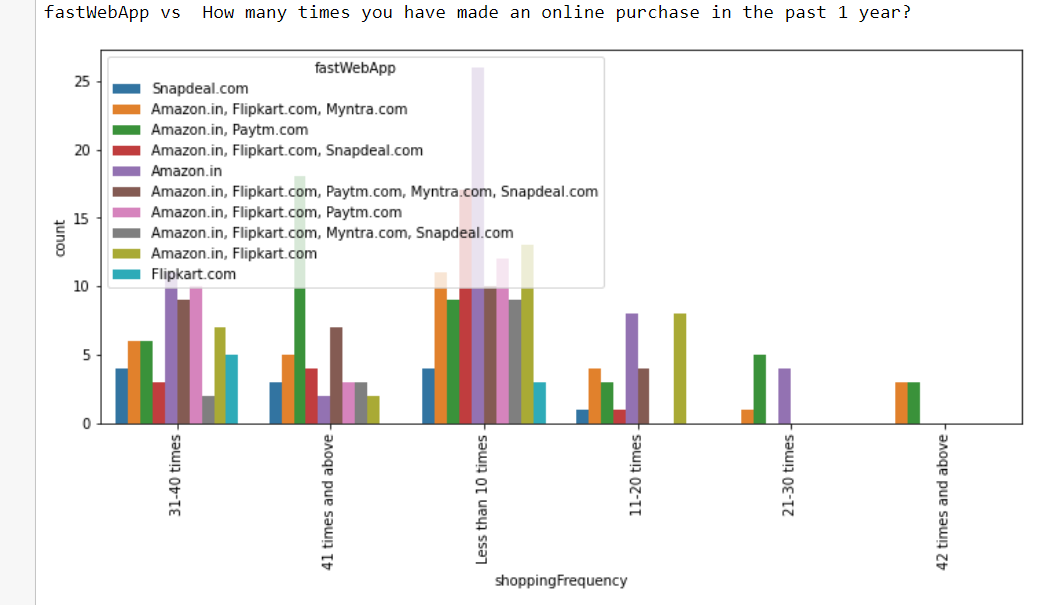 fastWebApp vs  How many times you have made an online purchase in the past 1 year?
fastWebApp
Snapdeal.com
Amazon.in, Flipkart.com, Myntra.com
Amazon.in, Paytm.com
Amazon.in, Flipkart.com, Snapdeal.com
Amazon.in
Amazon.in, Flipkart.com, Paytm.com, Myntra.com, Snapdeal.com
Amazon.in, Flipkart.com, Paytm.com
Amazon.in, Flipkart.com, Myntra.com, Snapdeal.com
Amazon.in, Flipkart.com
Flipkart.com
count
25
20
15
10
5
0
31-40 times
41 times and above
Less than 10 times
11-20 times
21-30 times
42 times and above
shoppingFrequency